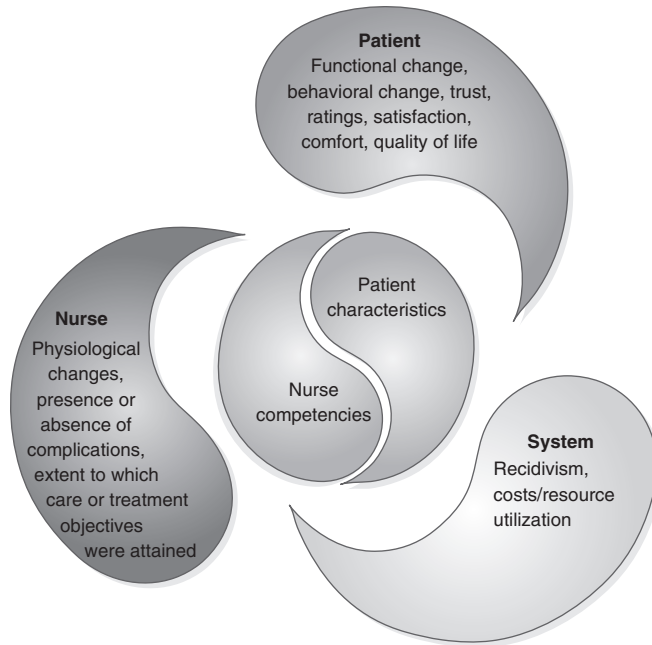 Patient
Functional change,
behavioral change, trust,
ratings, satisfaction,
comfort, quality of life
Patient
characteristics
Nurse
competencies
Nurse
Physiological
changes,
presence or
absence of
complications,
extent to which
care or treatment
objectives
were attained
System
Recidivism,
costs/resource
utilization